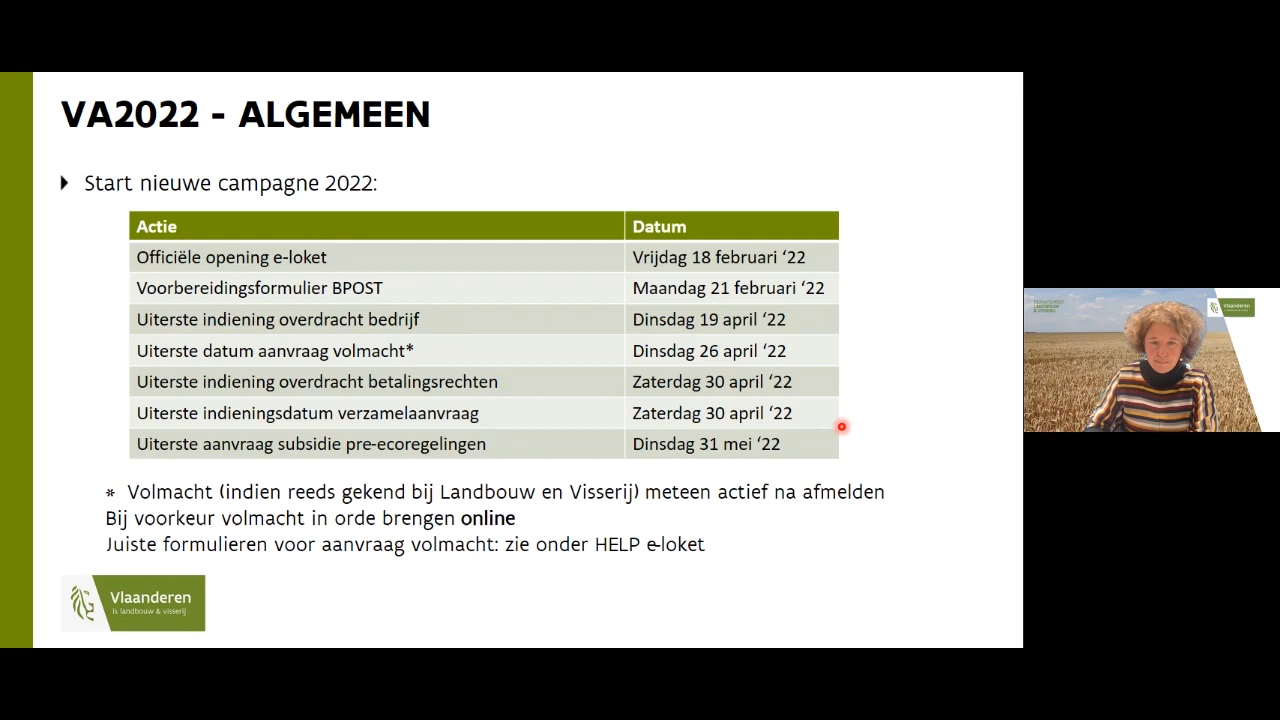 VA2022 - ALGEMEEN
Start nieuwe campagne 2022:
Actie Datum
Officiële opening e-loket Vrijdag 18 februari ‘22
Voorbereidingsformulier BPOST Maandag 21 februari ‘22
Uiterste indiening overdracht bedrijf Dinsdag 19 april ‘22
Uiterste datum aanvraag volmacht* Dinsdag 26 april ‘22
Uiterste indiening overdracht betalingsrechten Zaterdag 30 april ‘22
Uiterste indieningsdatum verzamelaanvraag Zaterdag 30 april ‘22
Uiterste aanvraag subsidie pre-ecoregelingen Dinsdag 31 mei ‘22
* Volmacht (indien reeds gekend bij Landbouw en Visserij) meteen actief na afmelden
Bij voorkeur volmacht in orde brengen online
Juiste formulieren voor aanvraag volmacht: zie onder HELP e-loket
Vlaanderen
is landbouw & visserij
DEPARTEMENT
LANDBOUW
& VISSERIJ
Vlaanderen